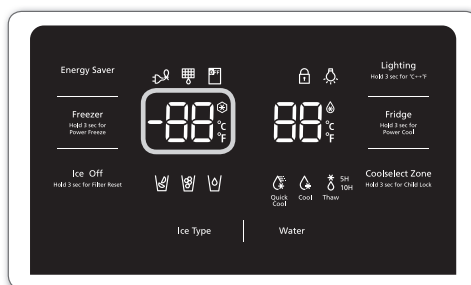 Energy Saver
Lighting
Hold 3 sec for °C↔°F
OFF
Freezer
Hold 3 sec for
Power Freeze
-88 °C
°F
88 °C
°F
Fridge
Hold 3 sec for
Power Cool
Ice Off
Hold 3 sec for Filter Reset
Quick
Cool
Cool
Thaw
5H
10H
Coolselect Zone
Hold 3 sec for Child Lock
Ice Type
Water